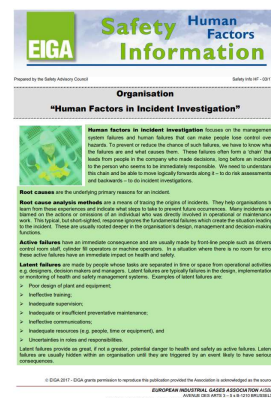 EIGA
Safety Human
Factors
Information
Prepared by the Safety Advisory Council
Safety Info HF - 03/1
Organisation
"Human Factors in Incident Investigation"
Human factors in incident investigation focuses on the managemen
system failures and human failures that can make people lose control ove
hazards. To prevent or reduce the chance of such failures, we have to know wha
the failures are and what causes them. These failures often form a 'chain' tha
leads from people in the company who made decisions, long before an inciden
to the person who seems to be immediately responsible. We need to understan
this chain and be able to move logically forwards along it – to do risk assessments
and backwards – to do incident investigations.
Root causes are the underlying primary reasons for an incident.
Root cause analysis methods are a means of tracing the origins of incidents. They help organisations t
learn from these experiences and indicate what steps to take to prevent future occurrences. Many incidents ar
blamed on the actions or omissions of an individual who was directly involved in operational or maintenanc
work. This typical, but short-sighted, response ignores the fundamental failures which create the situation leading
to the incident. These are usually rooted deeper in the organisation's design, management and decision-making
functions.
Active failures have an immediate consequence and are usually made by front-line people such as drivers
control room staff, cylinder fill operators or machine operators. In a situation where there is no room for erro
these active failures have an immediate impact on health and safety.
Latent failures are made by people whose tasks are separated in time or space from operational activities
e.g. designers, decision makers and managers. Latent failures are typically failures in the design, implementatio
or monitoring of health and safety management systems. Examples of latent failures are:
➢ Poor design of plant and equipment;
➢ Ineffective training;
➢ Inadequate supervision;
➢ Inadequate or insufficient preventative maintenance;
➢ Ineffective communications;
➢ Inadequate resources (e.g. people, time or equipment), and
➢ Uncertainties in roles and responsibilities.
Latent failures provide as great, if not a greater, potential danger to health and safety as active failures. Laten
failures are usually hidden within an organisation until they are triggered by an event likely to have seriou
consequences.
© EIGA 2017 - EIGA grants permission to reproduce this publication provided the Association is acknowledged as the sourc
EUROPEAN INDUSTRIAL GASES ASSOCIATION AISB
AVENUE DES ARTS 3 – 5 • B-1210 BRUSSEL